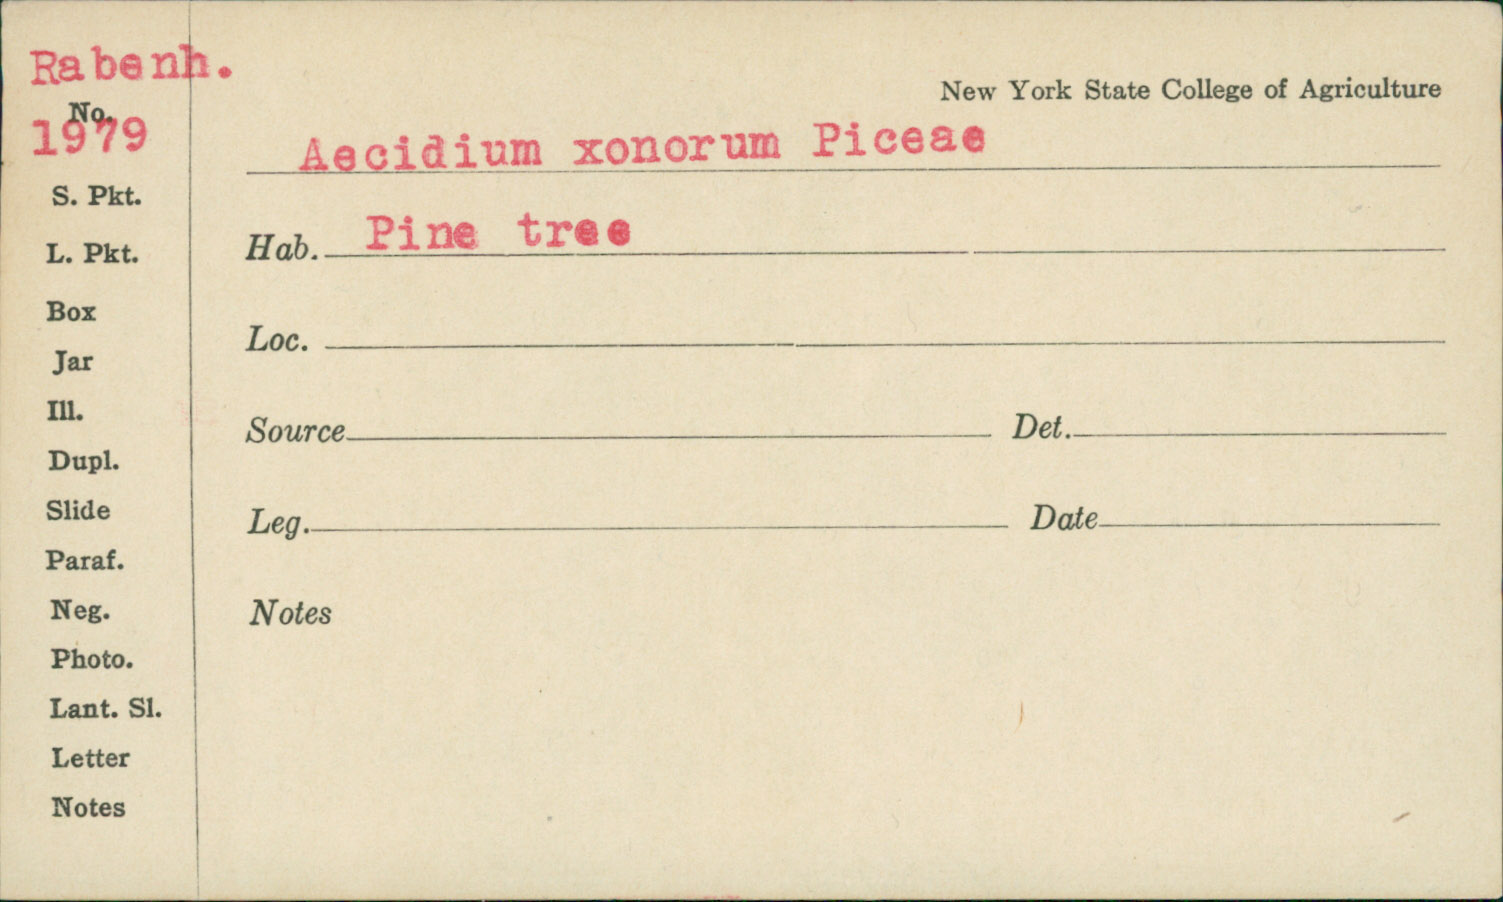 Rabenh.
No.
1979
New York State College of Agriculture
Aecidium xonorum Piceae
Hab. Pine tree
Loc.
Source Det.
Leg. Date
Notes
S. Pkt.
L. Pkt.
Box
Jar
Ill.
Dupl.
Slide
Paraf.
Neg.
Photo.
Lant. Sl.
Letter
Notes